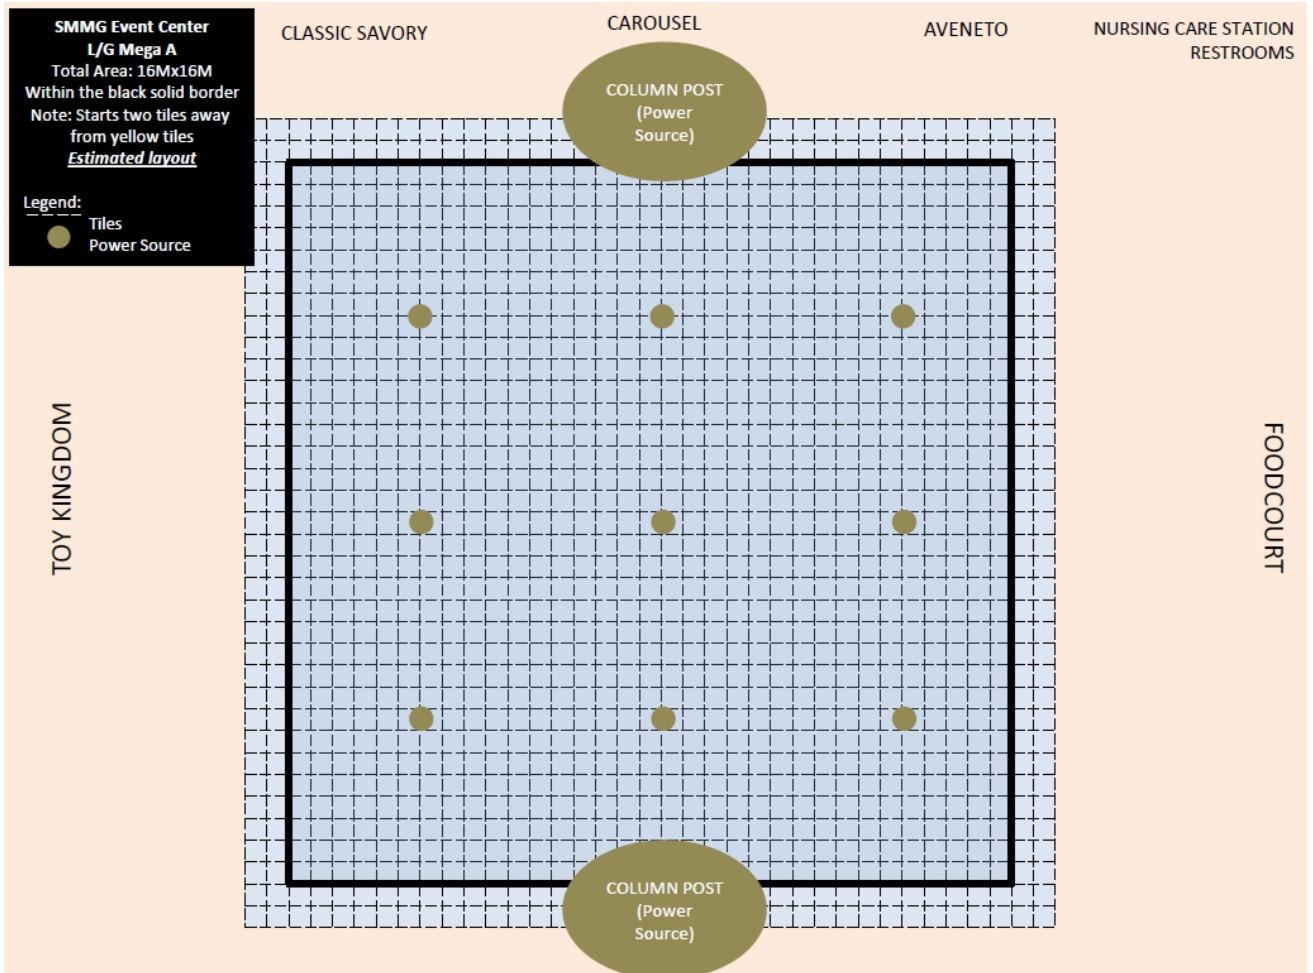 SMMG Event Center
L/G Mega A
Total Area: 16Mx16M
Within the black solid border
Note: Starts two tiles away
from yellow tiles
Estimated layout
Legend:
Tiles
Power Source
CLASSIC SAVORY
CAROUSEL
AVENETO
NURSING CARE STATION
RESTROOMS
COLUMN POST
(Power
Source)
TOY KINGDOM
FOODCOURT
COLUMN POST
(Power
Source)